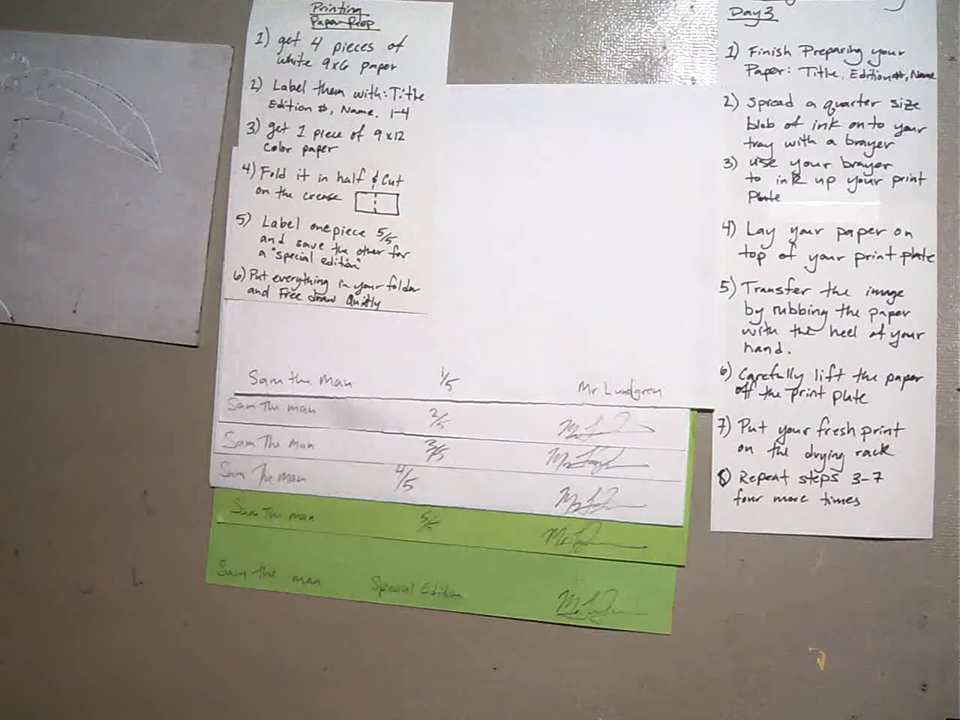 Printing
Paper Prep
1) get 4 pieces of
white 9x6 paper
2) Label them with: Title
Edition #, Name. 1-4
3) get 1 piece of 9x12
color paper
4) Fold it in half & Cut
on the crease
5) Label one piece 5/5
and save the other for
a "special edition"
6) Put everything in your folder
and Free draw Quietly
Sam the Man 1/5 Mr Lundgren
Sam The man 2/5
Sam The man 3/5
Sam The man 4/5
Sam The man 5/5
Sam the man Special Edition
Day 3
1) Finish Preparing your
Paper: Title, Edition #, Name
2) Spread a quarter size
blob of ink onto your
tray with a brayer
3) use your brayer
to ink up your print
Plate
4) Lay your paper on
top of your print plate
5) Transfer the image
by rubbing the paper
with the heel of your
hand.
6) Carefully lift the paper
off the print plate
7) Put your fresh print
on the drying rack
8) Repeat steps 3-7
four more times